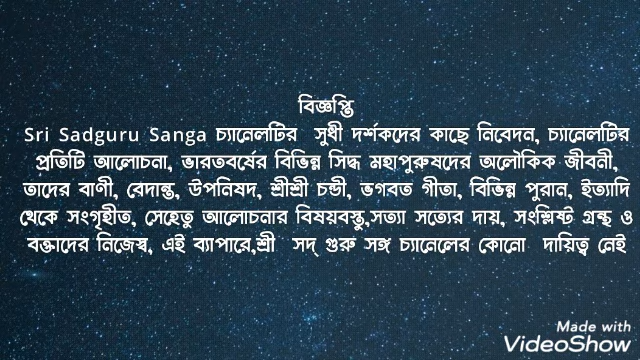 বিজ্ঞপ্তি
Sri Sadguru Sanga চ্যানেলটির সুধী দর্শকদের কাছে নিবেদন, চ্যানেলটির
প্রতিটি আলোচনা, ভারতবর্ষের বিভিন্ন সিদ্ধ মহাপুরুষদের অলৌকিক জীবনী,
তাদের বাণী, বেদান্ত, উপনিষদ, শ্রীশ্রী চন্ডী, ভগবত গীতা, বিভিন্ন পুরান, ইত্যাদি
থেকে সংগৃহীত, সেহেতু আলোচনার বিষয়বস্তু,সত্যা সত্যের দায়, সংশ্লিষ্ট গ্রন্থ ও
বক্তাদের নিজেস্ব, এই ব্যাপারে,শ্রী সদ্ গুরু সঙ্গ চ্যানেলের কোনো দায়িত্ব নেই
Made with
VideoShow